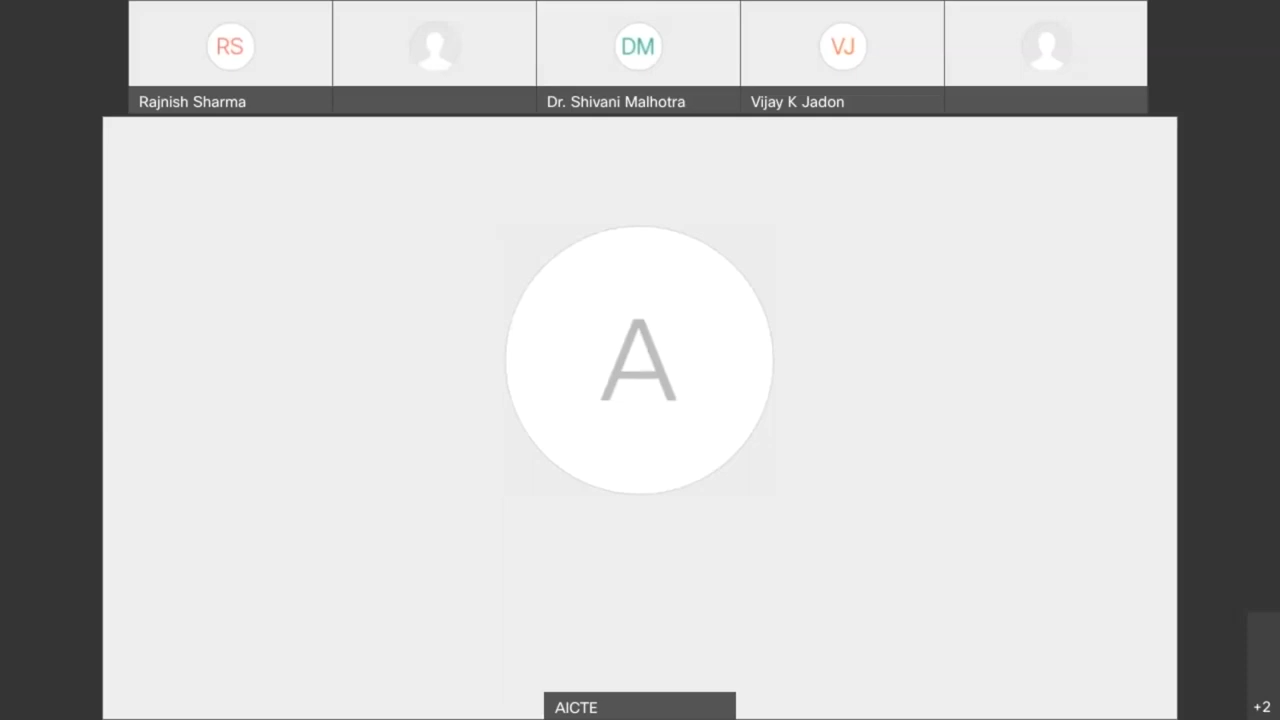 RS
DM
VJ
Rajnish Sharma
Dr. Shivani Malhotra
Vijay K Jadon
A
AICTE
+2